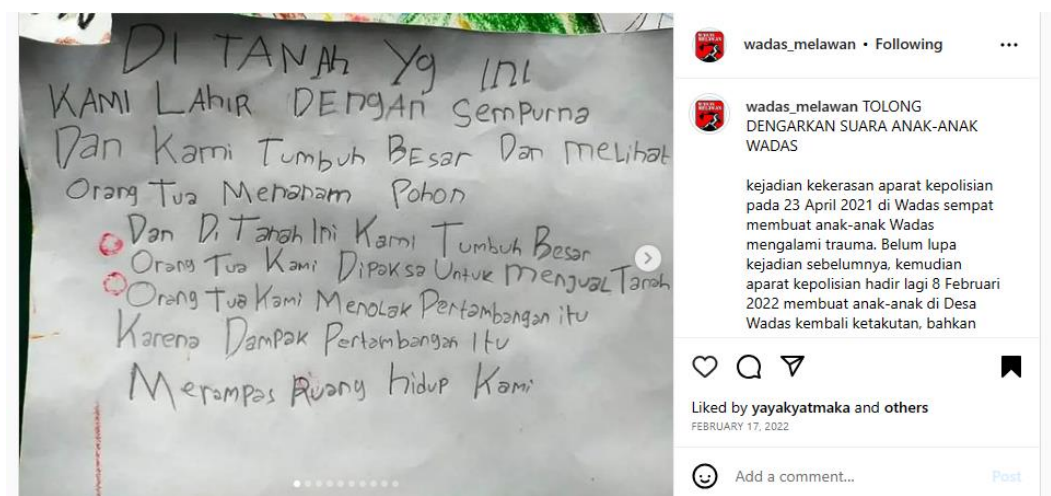 DI TANAh Yg INI
KAMI LAhIR DENgAN SemPurna
Dan Kami Tumbuh BEsar Dan meLihat
Orang Tua Menanam Pohon
Dan Di Tanah Ini Kami Tumbuh Besar
Orang Tua Kami DiPaksa Untuk menjuaL Tanah
Orang Tua Kami MenoLak Pertambangan itu
Karena Dampak Pertambangan Itu
Merampas Ruang hidup Kami
wadas_melawan • Following
wadas_melawan TOLONG
DENGARKAN SUARA ANAK-ANAK
WADAS
kejadian kekerasan aparat kepolisian
pada 23 April 2021 di Wadas sempat
membuat anak-anak Wadas
mengalami trauma. Belum lupa
kejadian sebelumnya, kemudian
aparat kepolisian hadir lagi 8 Februari
2022 membuat anak-anak di Desa
Wadas kembali ketakutan, bahkan
Liked by yayakyatmaka and others
FEBRUARY 17, 2022
Add a comment...
Post